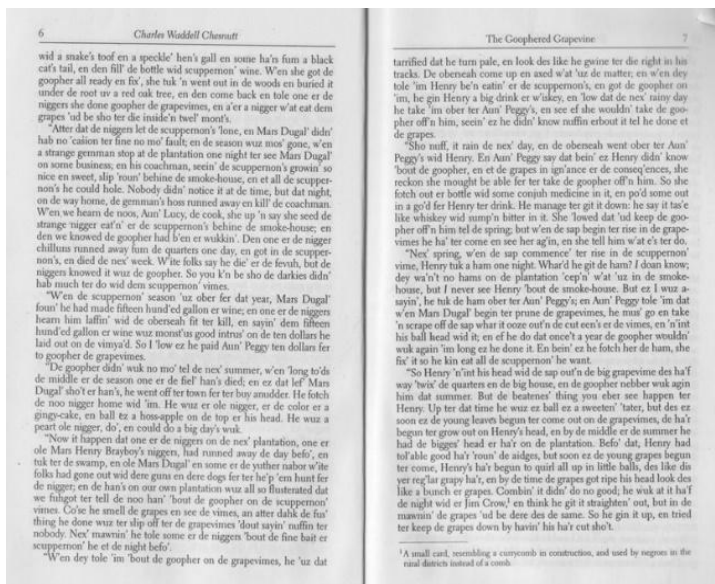 6
Charles Waddell Chesnutt
wid a snake's toof en a speckle' hen's gall en some ha'rs fum a black
cat's tail, en den fill' de bottle wid scuppernon' wine. W'en she got de
goopher all ready en fix', she tuk 'n went out in de woods en buried it
under de root uv a red oak tree, en den come back en tole one er de
niggers she done goopher de grapevimes, en a'er a nigger w'at eat dem
grapes 'ud be sho ter die inside'n twel' mont's.
"Atter dat de niggers let de scuppernon's 'lone, en Mars Dugal' didn'
hab no 'casion ter fine no mo' fault; en de season wuz mos' gone, w'en
a strange gemman stop at de plantation one night ter see Mars Dugal'
on some business; en his coachman, seein' de scuppernon's growin' so
nice en sweet, slip 'roun' behine de smoke-house, en et all de scupper-
non's he could hole. Nobody didn' notice it at de time, but dat night,
on de way home, de gemman's hoss runned away en kill' de coachman.
W'en we hearn de noos, Aun' Lucy, de cook, she up 'n say she seed de
strange nigger eat'n' er de scuppernon's behine de smoke-house; en
den we knowed de goopher had b'en er wukkin'. Den one er de nigger
chilluns runned away fum de quarters one day, en got in de scupper-
non's, en died de nex' week. W'ite folks say he die' er de fevuh, but de
niggers knowed it wuz de goopher. So you k'n be sho de darkies didn'
hab much ter do wid dem scuppernon' vimes.
"W'en de scuppernon' season 'uz ober fer dat year, Mars Dugal'
foun' he had made fifteen hund'ed gallon er wine; en one er de niggers
hearn him laffin' wid de oberseah fit ter kill, en sayin' dem fifteen
hund'ed gallon er wine wuz monst'us good intrus' on de ten dollars he
laid out on de vimya'd. So I 'low ez he paid Aun' Peggy ten dollars fer
to goopher de grapevimes.
"De goopher didn' wuk no mo' tel de nex' summer, w'en 'long to'ds
de middle er de season one er de fiel' han's died; en ez dat lef' Mars
Dugal' sho't er han's, he went off ter town fer ter buy anudder. He fotch
de noo nigger home wid 'im. He wuz er ole nigger, er de color er a
gingy-cake, en ball ez a hoss-apple on de top er his head. He wuz a
peart ole nigger, do', en could do a big day's wuk.
"Now it happen dat one er de niggers on de nex' plantation, one er
ole Mars Henry Brayboy's niggers, had runned away de day befo', en
tuk ter de swamp, en ole Mars Dugal' en some er de yuther nabor w'ite
folks had gone out wid dere guns en dere dogs fer ter he'p 'em hunt fer
de nigger; en de han's on our own plantation wuz all so flusterated dat
we fuhgot ter tell de noo han' 'bout de goopher on de scuppernon'
vimes. Co'se he smell de grapes en see de vimes, an atter dahk de fus'
thing he done wuz ter slip off ter de grapevimes 'dout sayin' nuffin ter
nobody. Nex' mawnin' he tole some er de niggers 'bout de fine bait er
scuppernon' he et de night befo'.
"W'en dey tole 'im 'bout de goopher on de grapevimes, he 'uz dat
The Goophered Grapevine
7
tarrified dat he turn pale, en look des like he gwine ter die right in his
tracks. De oberseah come up en axed w'at 'uz de matter; en w'en dey
tole 'im Henry be'n eatin' er de scuppernon's, en got de goopher on
'im, he gin Henry a big drink er w'iskey, en 'low dat de nex' rainy day
he take 'im ober ter Aun' Peggy's, en see ef she wouldn' take de goo-
pher off'n him, seein' ez he didn' know nuffin erbout it tel he done et
de grapes.
"Sho nuff, it rain de nex' day, en de oberseah went ober ter Aun'
Peggy's wid Henry. En Aun' Peggy say dat bein' ez Henry didn' know
'bout de goopher, en et de grapes in ign'ance er de conseq'ences, she
reckon she mought be able fer ter take de goopher off'n him. So she
fotch out er bottle wid some conjuh medicine in it, en po'd some out
in a go'd fer Henry ter drink. He manage ter git it down: he say it tas'e
like whiskey wid sump'n bitter in it. She 'lowed dat 'ud keep de goo-
pher off'n him tel de spring; but w'en de sap begin ter rise in de grape-
vimes he ha' ter come en see her ag'in, en she tell him w'at e's ter do.
"Nex' spring, w'en de sap commence' ter rise in de scuppernon'
vime, Henry tuk a ham one night. Whar'd he git de ham? I doan know;
dey wa'n't no hams on de plantation 'cep'n' w'at 'uz in de smoke-
house, but I never see Henry 'bout de smoke-house. But ez I wuz a-
sayin', he tuk de ham ober ter Aun' Peggy's; en Aun' Peggy tole 'im dat
w'en Mars Dugal' begin ter prune de grapevimes, he mus' go en take
'n scrape off de sap whar it ooze out'n de cut een's er de vimes, en 'n'int
his ball head wid it; en ef he do dat once't a year de goopher wouldn'
wuk agin 'im long ez he done it. En bein' ez he fotch her de ham, she
fix' it so he kin eat all de scuppernon' he want.
"So Henry 'n'int his head wid de sap out'n de big grapevime des ha'f
way 'twix' de quarters en de big house, en de goopher nebber wuk agin
him dat summer. But de beatenes' thing you eber see happen ter
Henry. Up ter dat time he wuz ez ball ez a sweeten' 'tater, but des ez
soon ez de young leaves begun ter come out on de grapevimes, de ha'r
begun ter grow out on Henry's head, en by de middle er de summer he
had de bigges' head er ha'r on de plantation. Befo' dat, Henry had
tol'able good ha'r 'roun' de aidges, but soon ez de young grapes begun
ter come, Henry's ha'r begun to quirl all up in little balls, des like dis
yer reg'lar grapy ha'r, en by de time de grapes got ripe his head look des
like a bunch er grapes. Combin' it didn' do no good; he wuk at it ha'f
de night wid er Jim Crow,¹ en think he git it straighten' out, but in de
mawnin' de grapes 'ud be dere des de same. So he gin it up, en tried
ter keep de grapes down by havin' his ha'r cut sho't.
¹A small card, resembling a currycomb in construction, and used by negroes in the
rural districts instead of a comb.